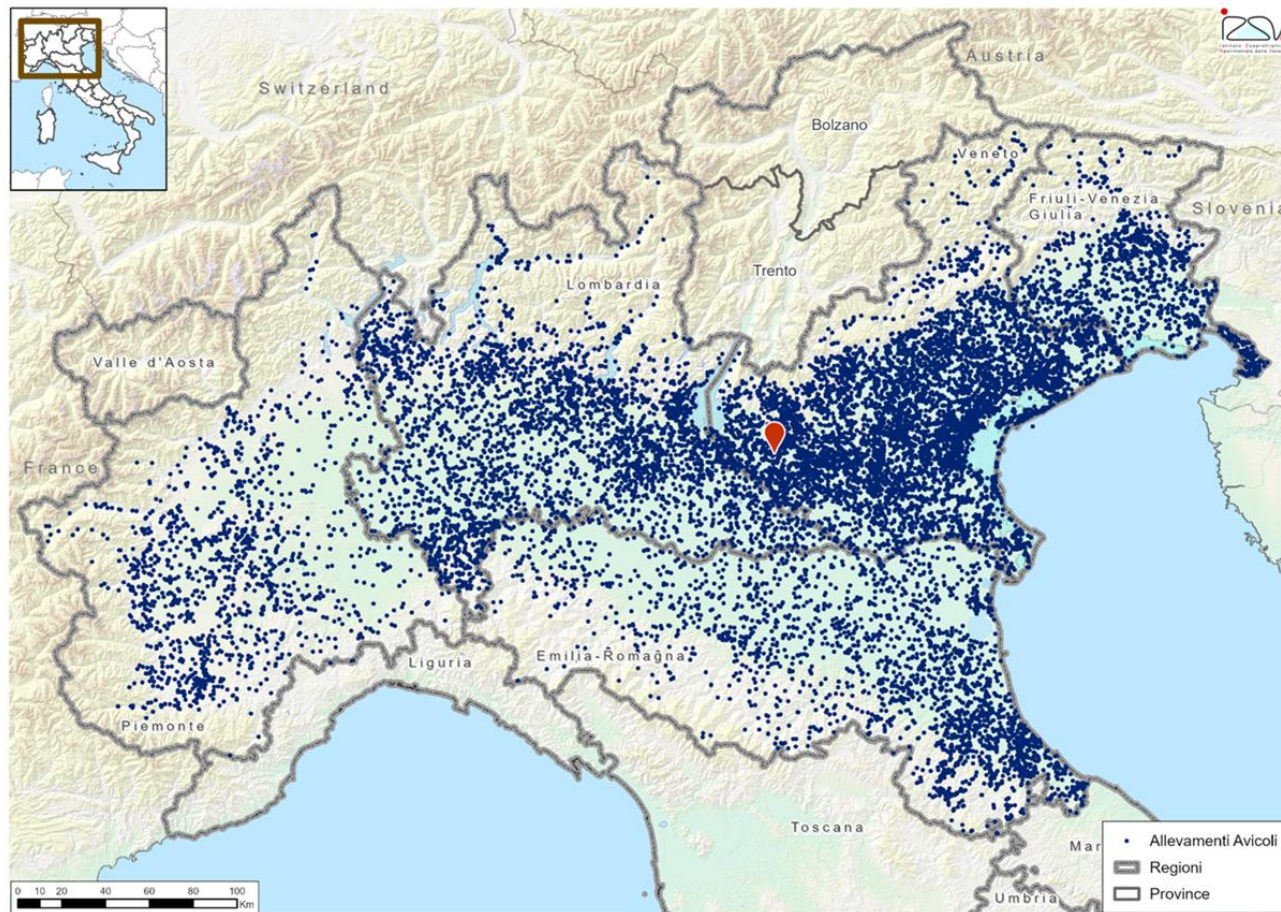 Austria
Switzerland
Bolzano
Veneto
Friuli-Venezia
Giulia
Slovenia
Trento
Lombardia
Valle d'Aosta
France
Liguria
Emilia-Romagna
Piemonte
Toscana
Mar
Umbria
Allevamenti Avicoli
Regioni
Province
0 10 20 40 60 80 100
Km